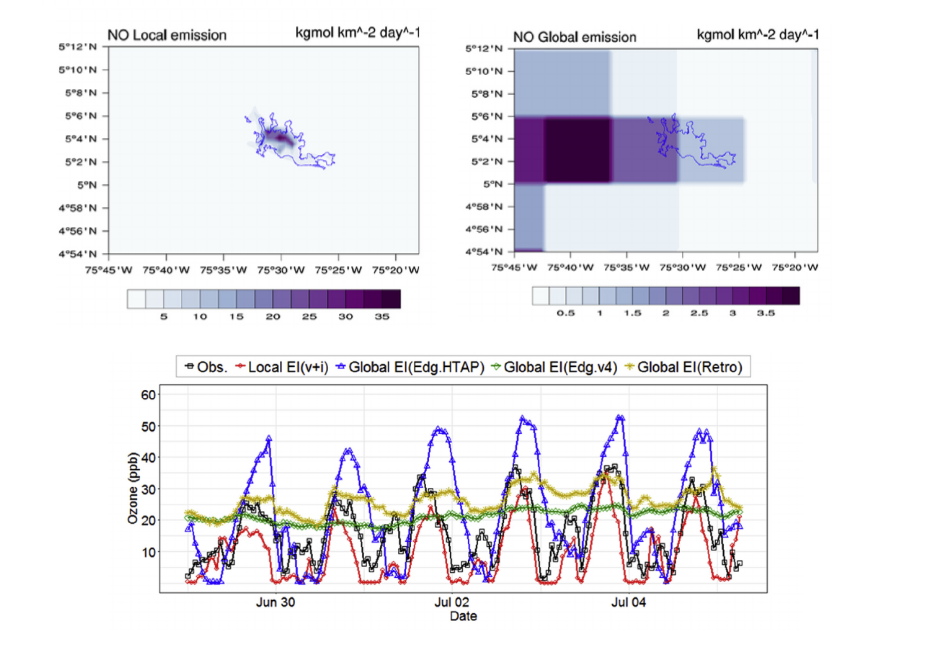 NO Local emission kgmol km^-2 day^-1
5°12'N
5°10'N
5°8'N
5°6'N
5°4'N
5°2'N
5°N
4°58'N
4°56'N
4°54'N
75°45'W 75°40'W 75°35'W 75°30'W 75°25'W 75°20'W
5 10 15 20 25 30 35
NO Global emission kgmol km^-2 day^-1
5°12'N
5°10'N
5°8'N
5°6'N
5°4'N
5°2'N
5°N
4°58'N
4°56'N
4°54'N
75°45'W 75°40'W 75°35'W 75°30'W 75°25'W 75°20'W
0.5 1 1.5 2 2.5 3 3.5
Obs. Local EI(v+i) Global EI(Edg.HTAP) Global EI(Edg.v4) Global EI(Retro)
Ozone (ppb)
60
50
40
30
20
10
Jun 30 Jul 02 Jul 04
Date